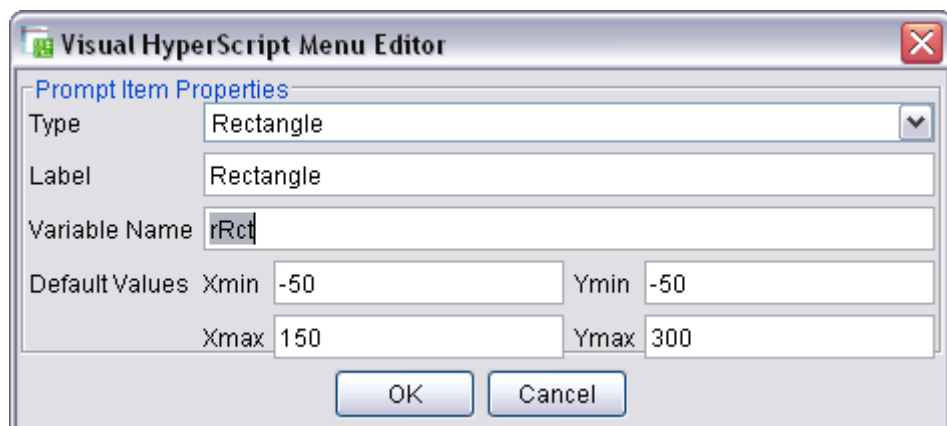 Visual HyperScript Menu Editor
Prompt Item Properties
Type Rectangle
Label Rectangle
Variable Name rRct
Default Values Xmin -50 Ymin -50
Xmax 150 Ymax 300
OK Cancel